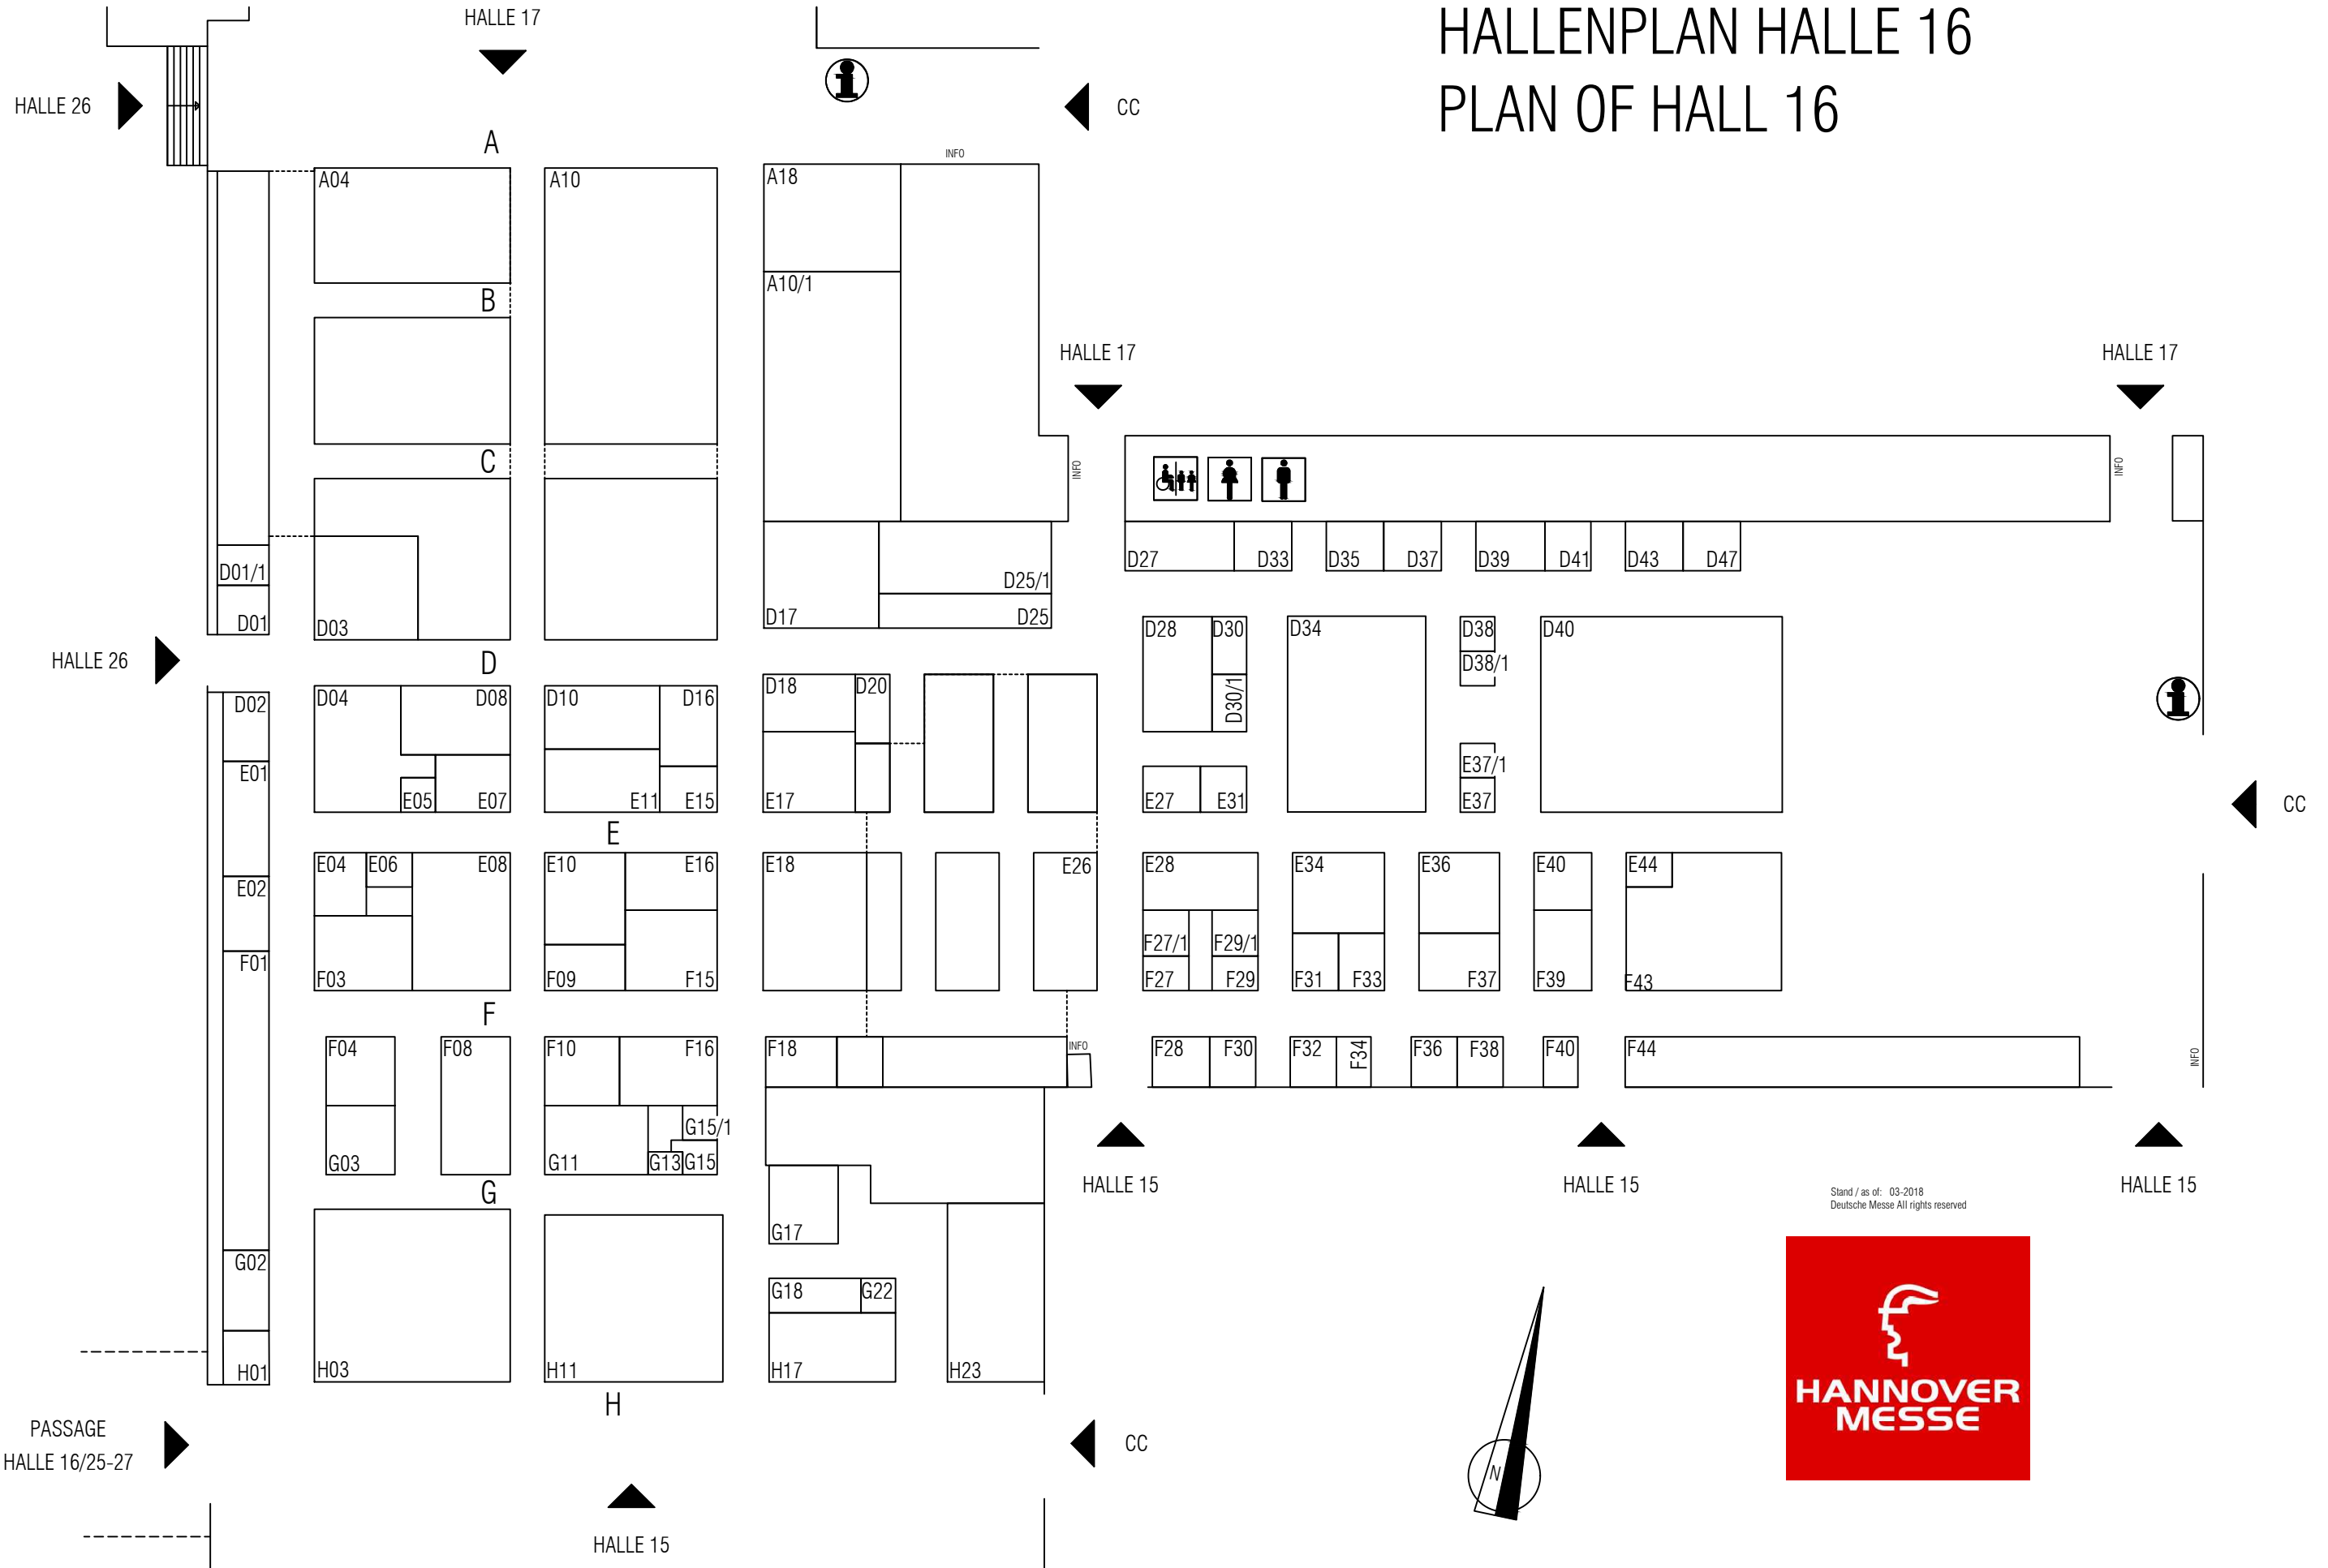 HALLENPLAN HALLE 16
PLAN OF HALL 16
HALLE 17
HALLE 26
CC
A
INFO
A04
A10
A18
A10/1
B
HALLE 17
HALLE 17
C
INFO
INFO
D01/1
D01
D03
D17
D25/1
D25
D27
D33
D35
D37
D39
D41
D43
D47
HALLE 26
D
D28
D30
D30/1
D34
D38
D38/1
D40
D02
D04
D08
D10
D16
D18
D20
E01
E05
E07
E11
E15
E17
E27
E31
E37/1
E37
CC
E
E02
E04
E06
E08
E10
E16
E18
E26
E28
E34
E36
E40
E44
F01
F03
F09
F15
F27/1
F29/1
F27
F29
F31
F33
F37
F39
F43
F
F04
F08
F10
F16
F18
INFO
F28
F30
F32
F34
F36
F38
F40
F44
INFO
G03
G11
G13
G15/1
G15
G
HALLE 15
HALLE 15
HALLE 15
G17
G02
G18
G22
H01
H03
H11
H17
H23
H
PASSAGE
HALLE 16/25-27
CC
HALLE 15
N
Stand / as of: 03-2018
Deutsche Messe All rights reserved
HANNOVER
MESSE